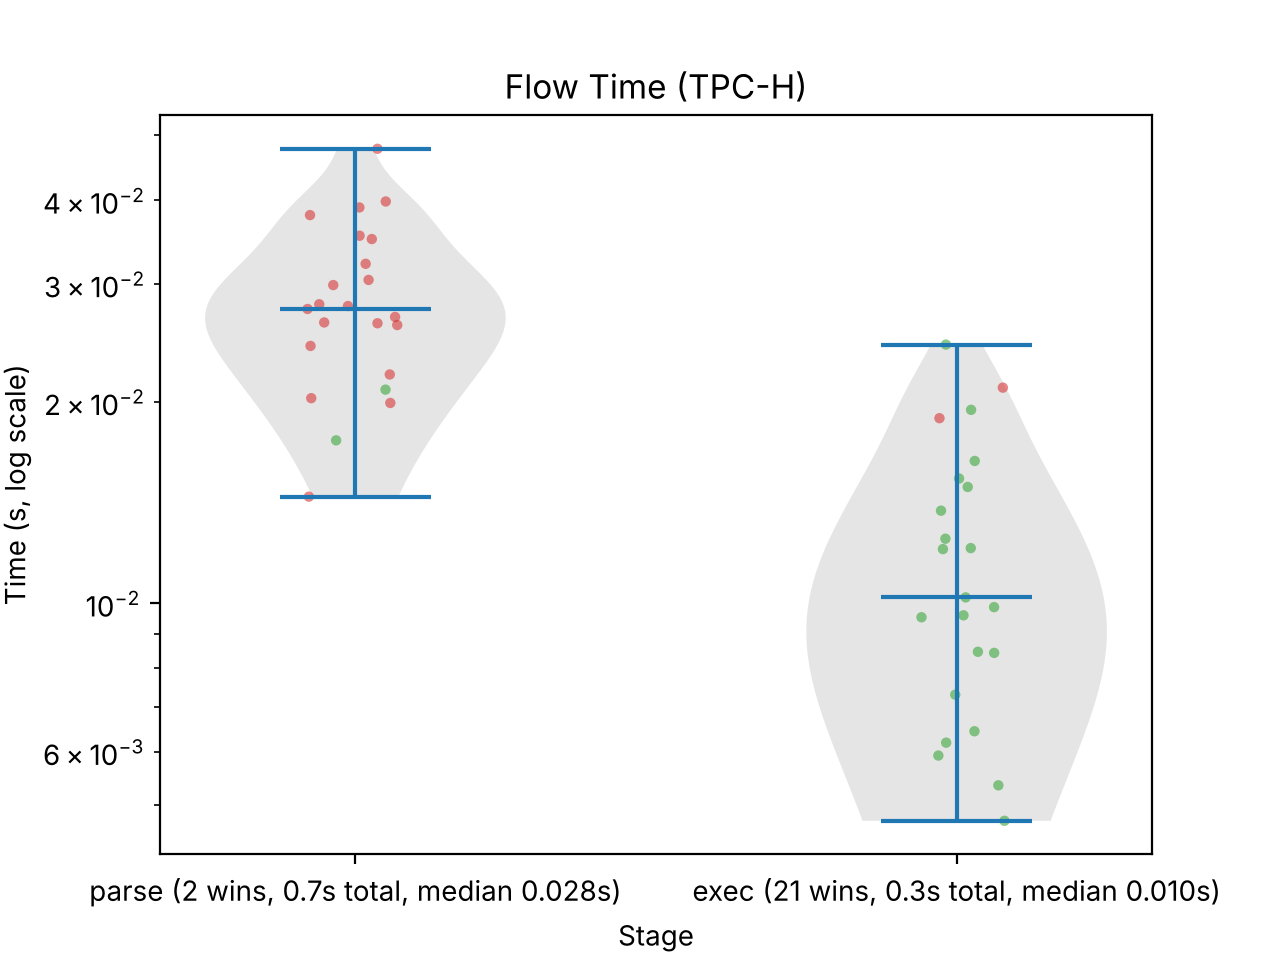 Flow Time (TPC-H)
Time (s, log scale)
4 × 10⁻²
3 × 10⁻²
2 × 10⁻²
10⁻²
6 × 10⁻³
parse (2 wins, 0.7s total, median 0.028s)
exec (21 wins, 0.3s total, median 0.010s)
Stage